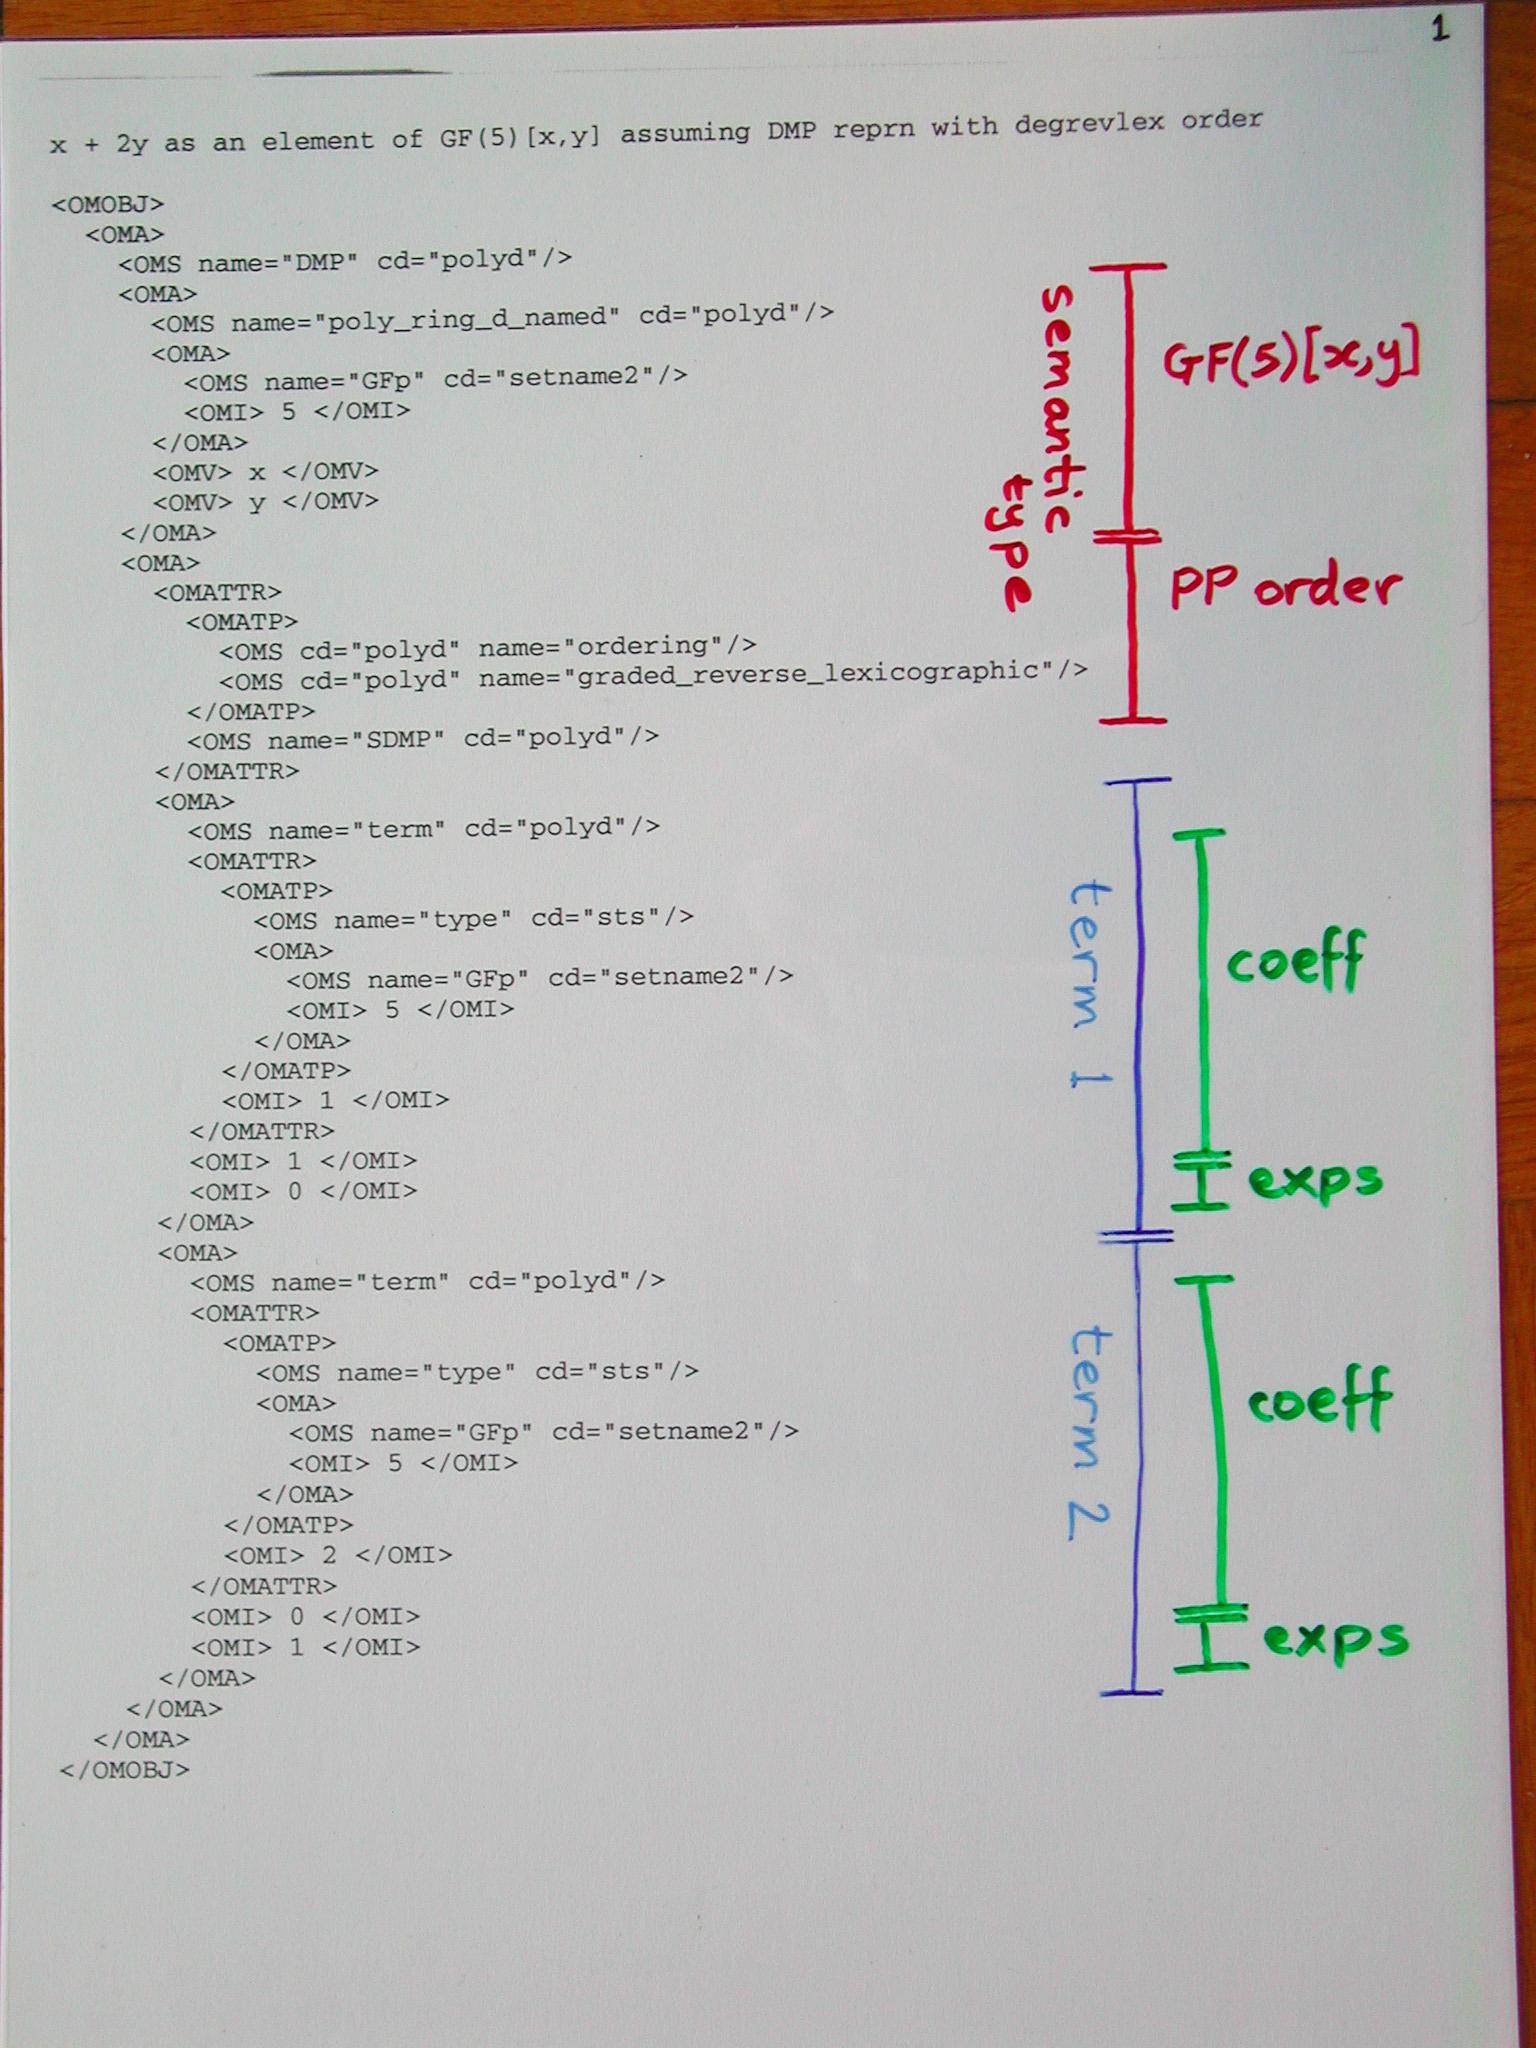 1
x + 2y as an element of GF(5)[x,y] assuming DMP reprn with degrevlex order
<OMOBJ>
<OMA>
<OMS name="DMP" cd="polyd"/>
<OMA>
<OMS name="poly_ring_d_named" cd="polyd"/>
<OMA>
<OMS name="GFp" cd="setname2"/>
<OMI> 5 </OMI>
</OMA>
<OMV> x </OMV>
<OMV> y </OMV>
</OMA>
<OMA>
<OMATTR>
<OMATP>
<OMS cd="polyd" name="ordering"/>
<OMS cd="polyd" name="graded_reverse_lexicographic"/>
</OMATP>
<OMS name="SDMP" cd="polyd"/>
</OMATTR>
<OMA>
<OMS name="term" cd="polyd"/>
<OMATTR>
<OMATP>
<OMS name="type" cd="sts"/>
<OMA>
<OMS name="GFp" cd="setname2"/>
<OMI> 5 </OMI>
</OMA>
</OMATP>
<OMI> 1 </OMI>
</OMATTR>
<OMI> 1 </OMI>
<OMI> 0 </OMI>
</OMA>
<OMA>
<OMS name="term" cd="polyd"/>
<OMATTR>
<OMATP>
<OMS name="type" cd="sts"/>
<OMA>
<OMS name="GFp" cd="setname2"/>
<OMI> 5 </OMI>
</OMA>
</OMATP>
<OMI> 2 </OMI>
</OMATTR>
<OMI> 0 </OMI>
<OMI> 1 </OMI>
</OMA>
</OMA>
</OMA>
</OMOBJ>
semantic
type
GF(5)[x,y]
PP order
term 1
coeff
exps
term 2
coeff
exps